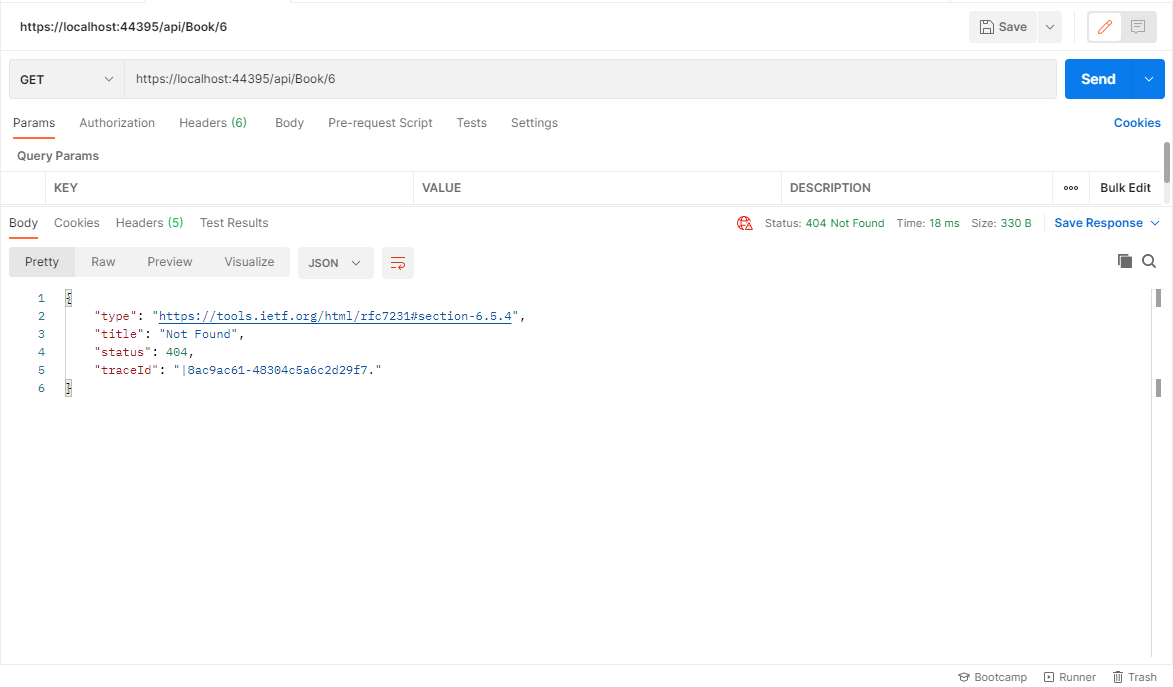 https://localhost:44395/api/Book/6 Save
GET https://localhost:44395/api/Book/6 Send
Params Authorization Headers (6) Body Pre-request Script Tests Settings Cookies
Query Params
KEY VALUE DESCRIPTION ooo Bulk Edit
Body Cookies Headers (5) Test Results Status: 404 Not Found Time: 18 ms Size: 330 B Save Response
Pretty Raw Preview Visualize JSON
1 {
2 "type": "https://tools.ietf.org/html/rfc7231#section-6.5.4",
3 "title": "Not Found",
4 "status": 404,
5 "traceId": "|8ac9ac61-48304c5a6c2d29f7."
6 }
Bootcamp Runner Trash